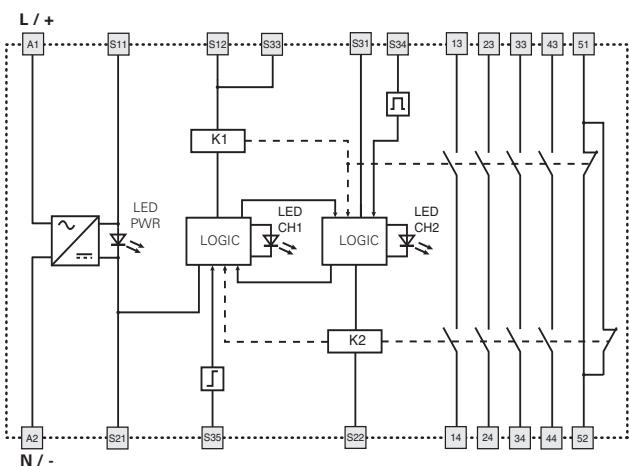 L / +
A1 S11 S12 S33 S31 S34 13 23 33 43 51
K1
LED
PWR
LOGIC
LED
CH1
LOGIC
LED
CH2
K2
A2 S21 S35 S22 14 24 34 44 52
N / -